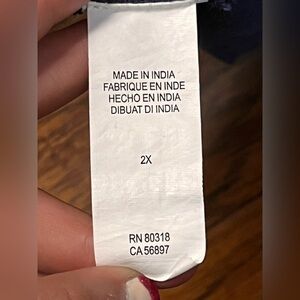 MADE IN INDIA
FABRIQUE EN INDE
HECHO EN INDIA
DIBUAT DI INDIA
2X
RN 80318
CA 56897